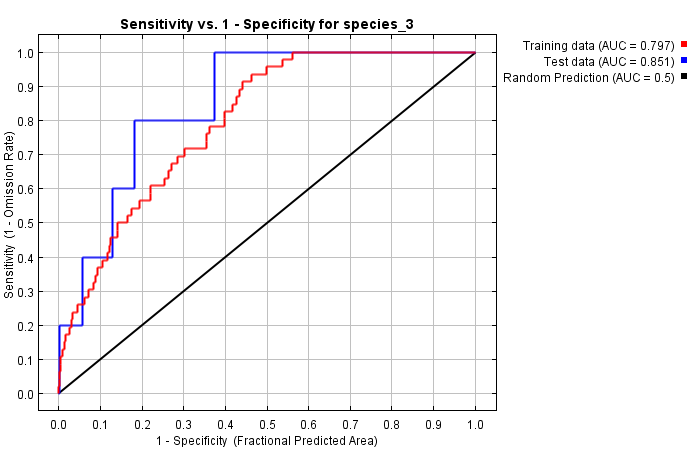 Sensitivity vs. 1 - Specificity for species_3
Training data (AUC = 0.797)
Test data (AUC = 0.851)
Random Prediction (AUC = 0.5)
Sensitivity (1 - Omission Rate)
1.0
0.9
0.8
0.7
0.6
0.5
0.4
0.3
0.2
0.1
0.0
0.0 0.1 0.2 0.3 0.4 0.5 0.6 0.7 0.8 0.9 1.0
1 - Specificity (Fractional Predicted Area)